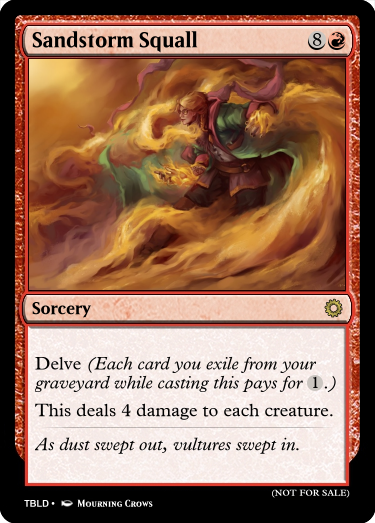 Sandstorm Squall 8
Sorcery
Delve (Each card you exile from your
graveyard while casting this pays for 1.)
This deals 4 damage to each creature.
As dust swept out, vultures swept in.
(NOT FOR SALE)
TBLD • Mourning Crows